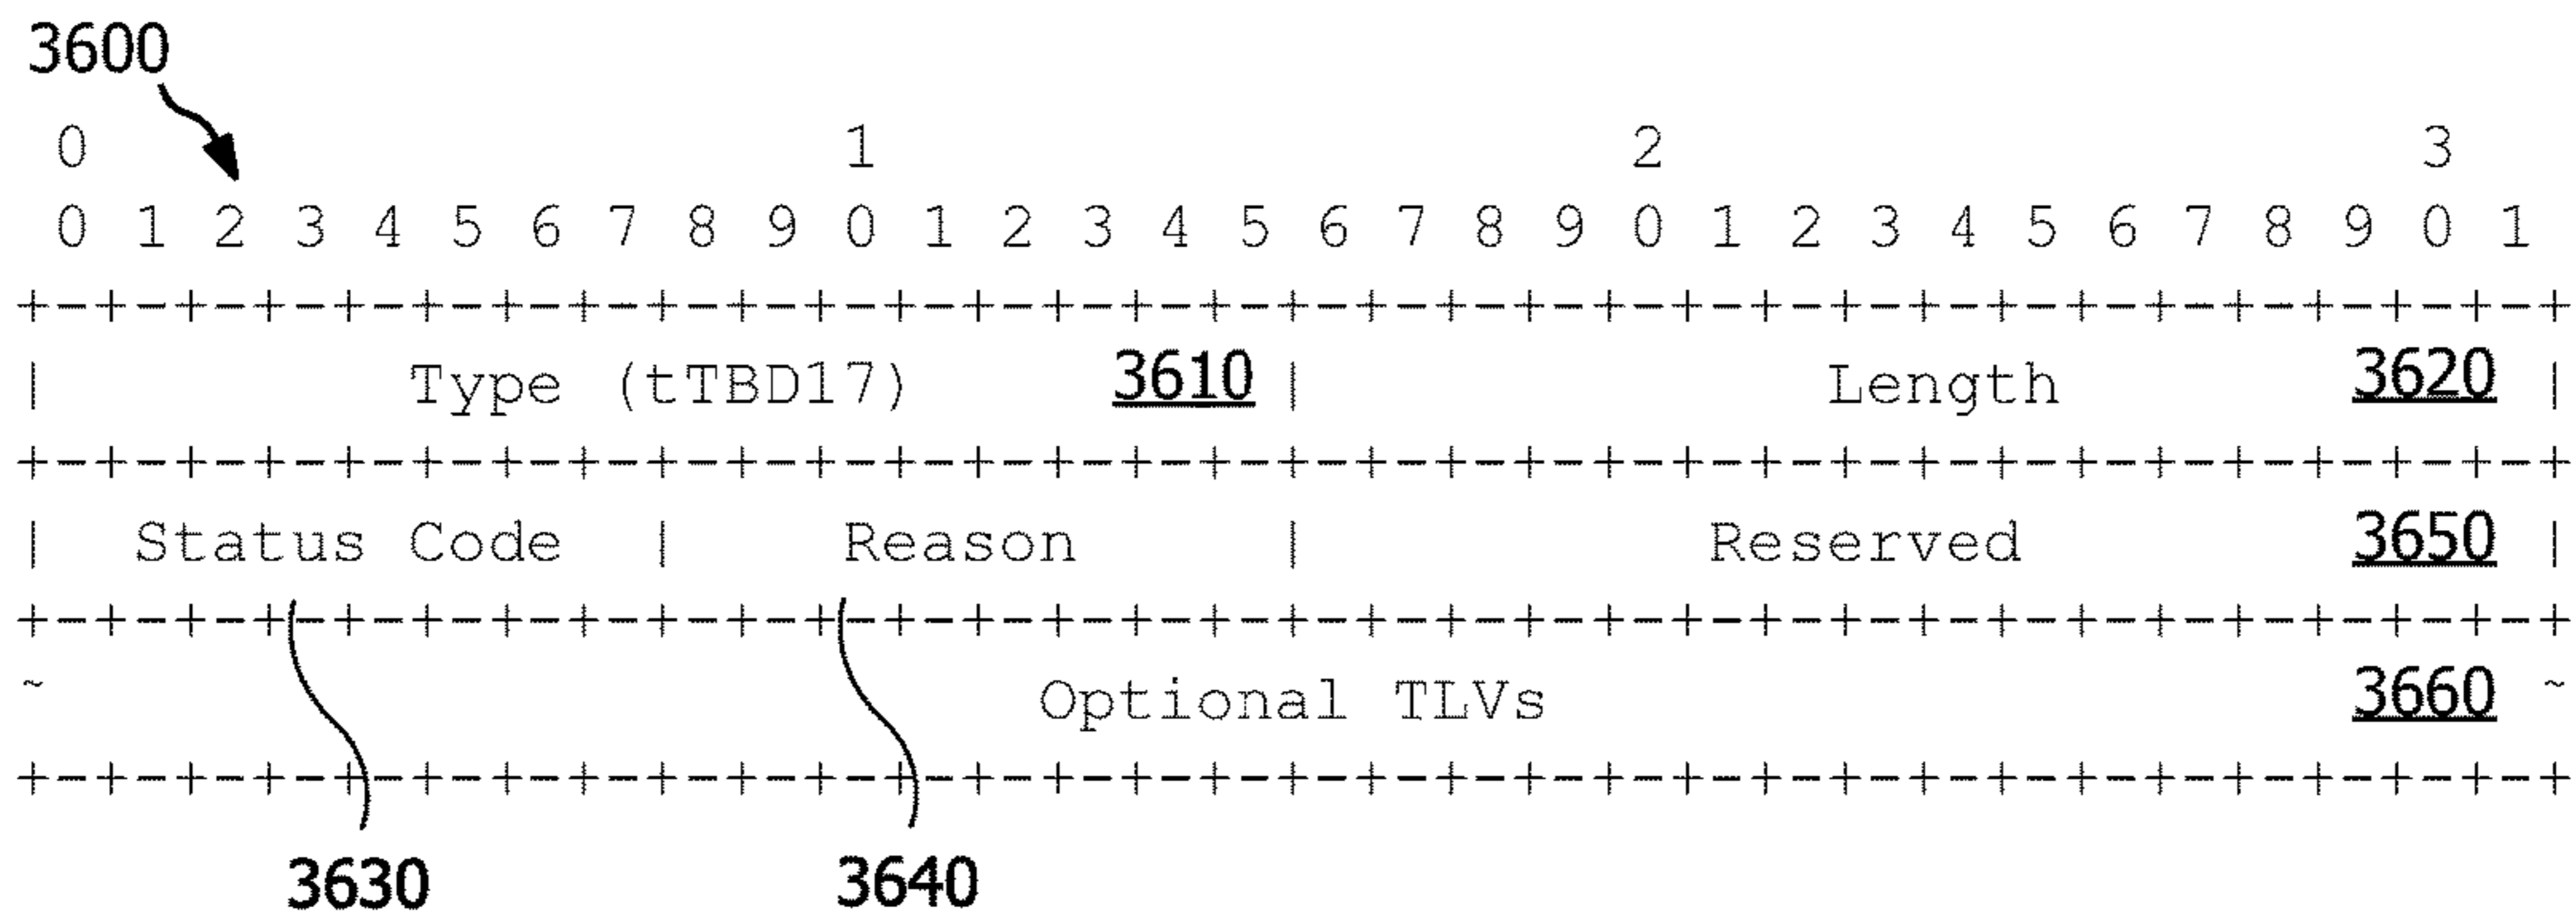 3600
0 1 2 3
0 1 2 3 4 5 6 7 8 9 0 1 2 3 4 5 6 7 8 9 0 1 2 3 4 5 6 7 8 9 0 1
+-+-+-+-+-+-+-+-+-+-+-+-+-+-+-+-+-+-+-+-+-+-+-+-+-+-+-+-+-+-+-+-+
| Type (tTBD17) 3610 | Length 3620 |
+-+-+-+-+-+-+-+-+-+-+-+-+-+-+-+-+-+-+-+-+-+-+-+-+-+-+-+-+-+-+-+-+
| Status Code | Reason | Reserved 3650 |
+-+-+-+-+-+-+-+-+-+-+-+-+-+-+-+-+-+-+-+-+-+-+-+-+-+-+-+-+-+-+-+-+
~ Optional TLVs 3660 ~
+-+-+-+-+-+-+-+-+-+-+-+-+-+-+-+-+-+-+-+-+-+-+-+-+-+-+-+-+-+-+-+-+
3630 3640